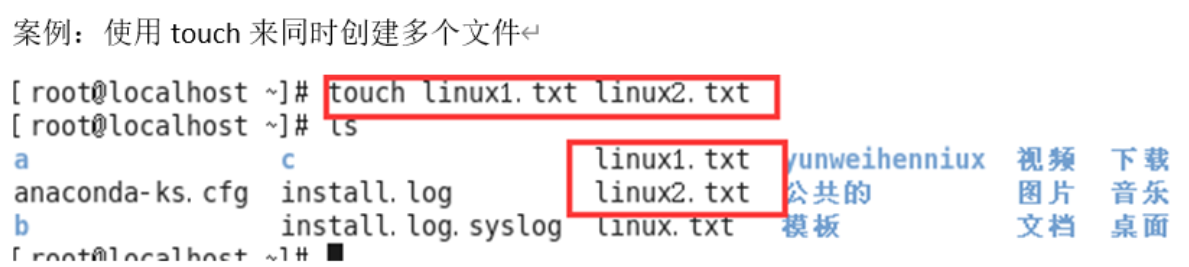 案例：使用 touch 来同时创建多个文件↵
[root@localhost ~]# touch linux1.txt linux2.txt
[root@localhost ~]# ls
a c linux1.txt yunweihenniux 视频 下载
anaconda-ks.cfg install.log linux2.txt 公共的 图片 音乐
b install.log.syslog linux.txt 模板 文档 桌面
[root@localhost ~]#